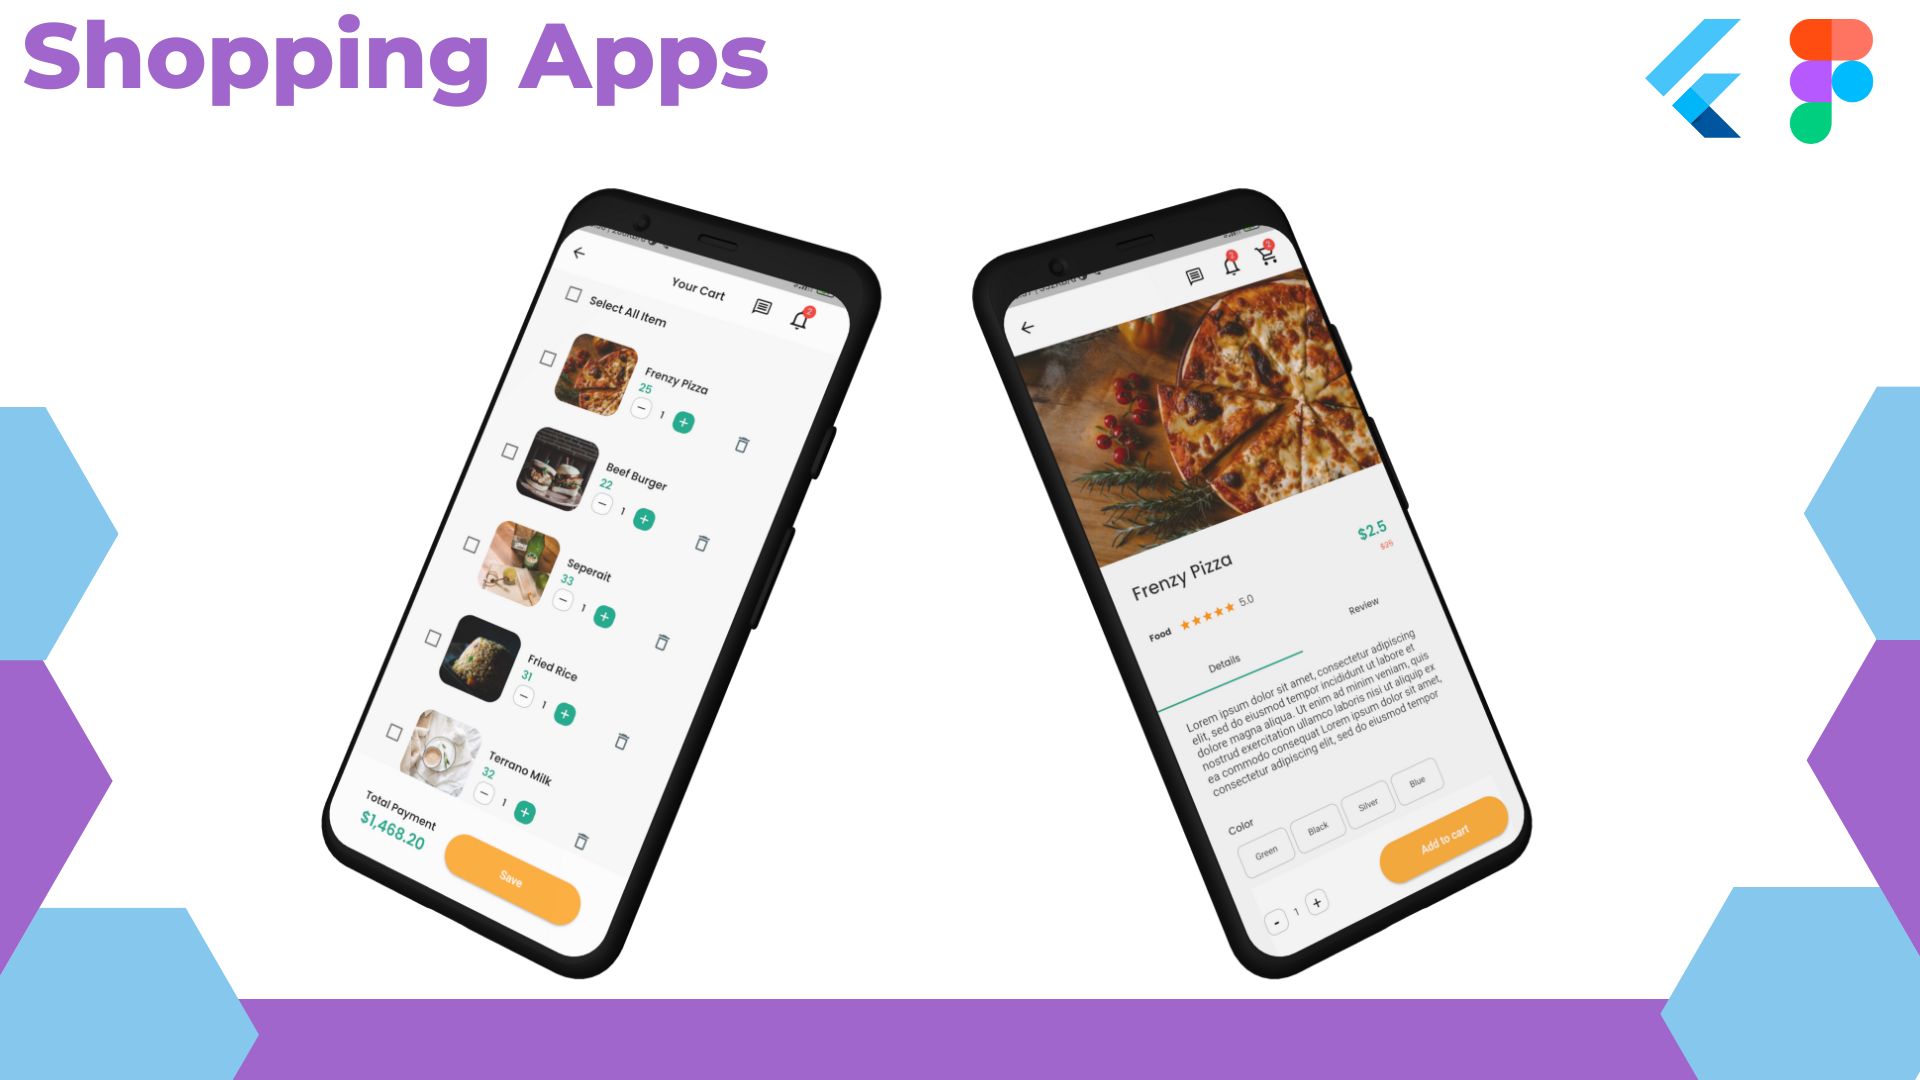 Shopping Apps
Your Cart
2
Select All Item
Frenzy Pizza
25
1
Beef Burger
22
1
Seperait
33
1
Fried Rice
31
1
Terrano Milk
32
1
Total Payment
$1,468.20
Save
2
Frenzy Pizza
$2.5
$25
Food 5.0
Details
Review
Lorem ipsum dolor sit amet, consectetur adipiscing
elit, sed do eiusmod tempor incididunt ut labore et
dolore magna aliqua. Ut enim ad minim veniam, quis
nostrud exercitation ullamco laboris nisi ut aliquip ex
ea commodo consequat Lorem ipsum dolor sit amet,
consectetur adipiscing elit, sed do eiusmod tempor
Color
Green
Black
Silver
Blue
- 1 +
Add to cart